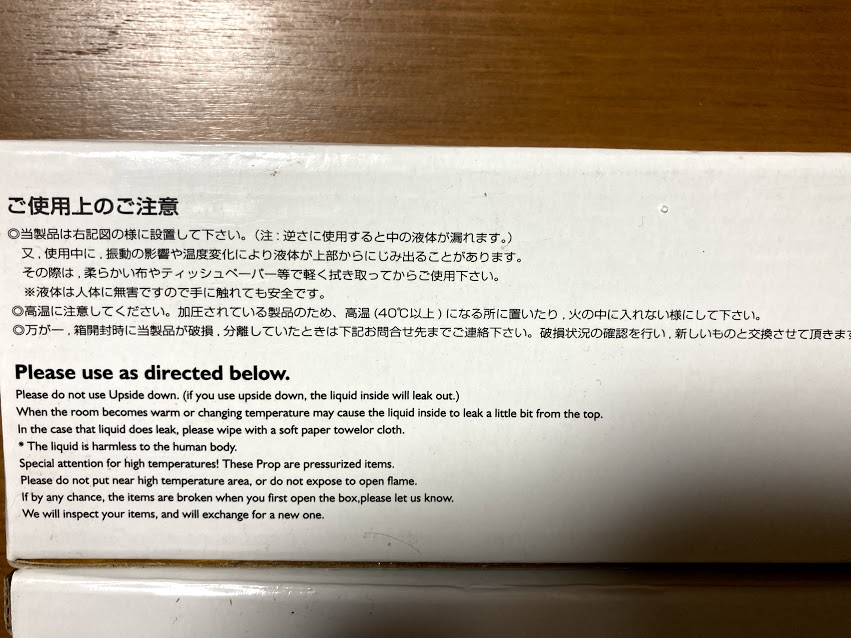 ご使用上のご注意
◎当製品は右記図の様に設置して下さい。(注：逆さに使用すると中の液体が漏れます。)
又，使用中に，振動の影響や温度変化により液体が上部からにじみ出ることがあります。
その際は，柔らかい布やティッシュペーパー等で軽く拭き取ってからご使用下さい。
※液体は人体に無害ですので手に触れても安全です。
◎高温に注意してください。加圧されている製品のため、高温(40℃以上)になる所に置いたり，火の中に入れない様にして下さい。
◎万が一，箱開封時に当製品が破損，分離していたときは下記お問合せ先までご連絡下さい。破損状況の確認を行い，新しいものと交換させて頂きます
Please use as directed below.
Please do not use Upside down. (if you use upside down, the liquid inside will leak out.)
When the room becomes warm or changing temperature may cause the liquid inside to leak a little bit from the top.
In the case that liquid does leak, please wipe with a soft paper towelor cloth.
* The liquid is harmless to the human body.
Special attention for high temperatures! These Prop are pressurized items.
Please do not put near high temperature area, or do not expose to open flame.
If by any chance, the items are broken when you first open the box,please let us know.
We will inspect your items, and will exchange for a new one.